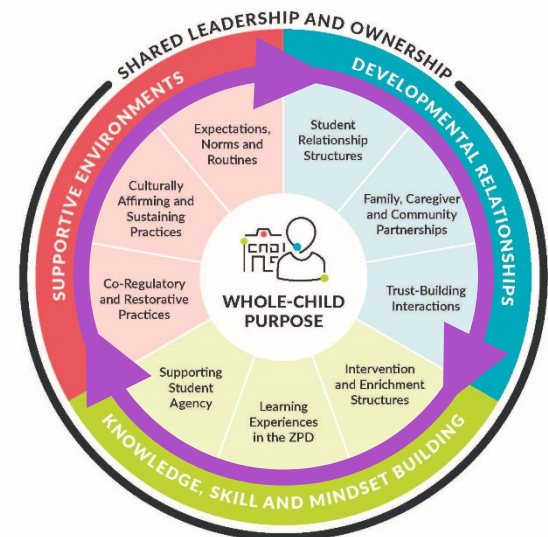 SHARED LEADERSHIP AND OWNERSHIP
SUPPORTIVE ENVIRONMENTS
DEVELOPMENTAL RELATIONSHIPS
Expectations,
Norms and
Routines
Student
Relationship
Structures
Culturally
Affirming and
Sustaining
Practices
Family, Caregiver
and Community
Partnerships
Co-Regulatory
and Restorative
Practices
WHOLE-CHILD
PURPOSE
Trust-Building
Interactions
Supporting
Student
Agency
Learning
Experiences
in the ZPD
Intervention
and Enrichment
Structures
KNOWLEDGE, SKILL AND MINDSET BUILDING